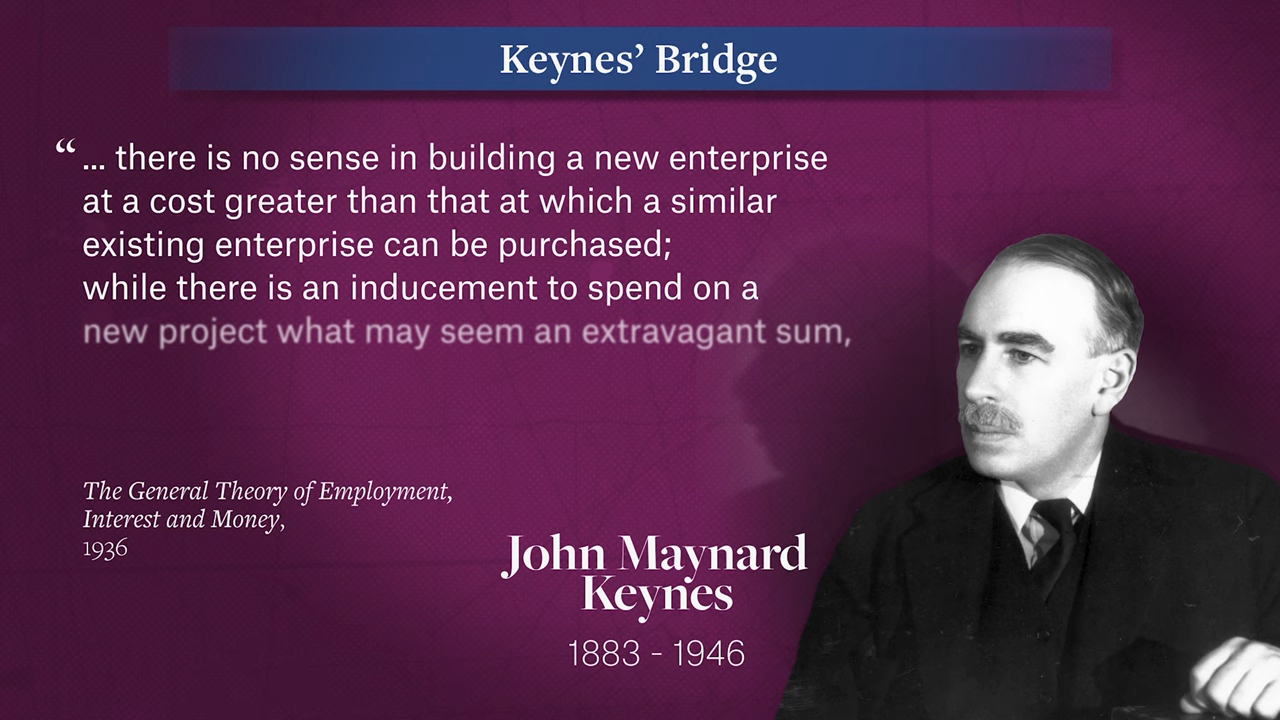 Keynes’ Bridge
“ ... there is no sense in building a new enterprise
at a cost greater than that at which a similar
existing enterprise can be purchased;
while there is an inducement to spend on a
new project what may seem an extravagant sum,
The General Theory of Employment,
Interest and Money,
1936
John Maynard
Keynes
1883 - 1946